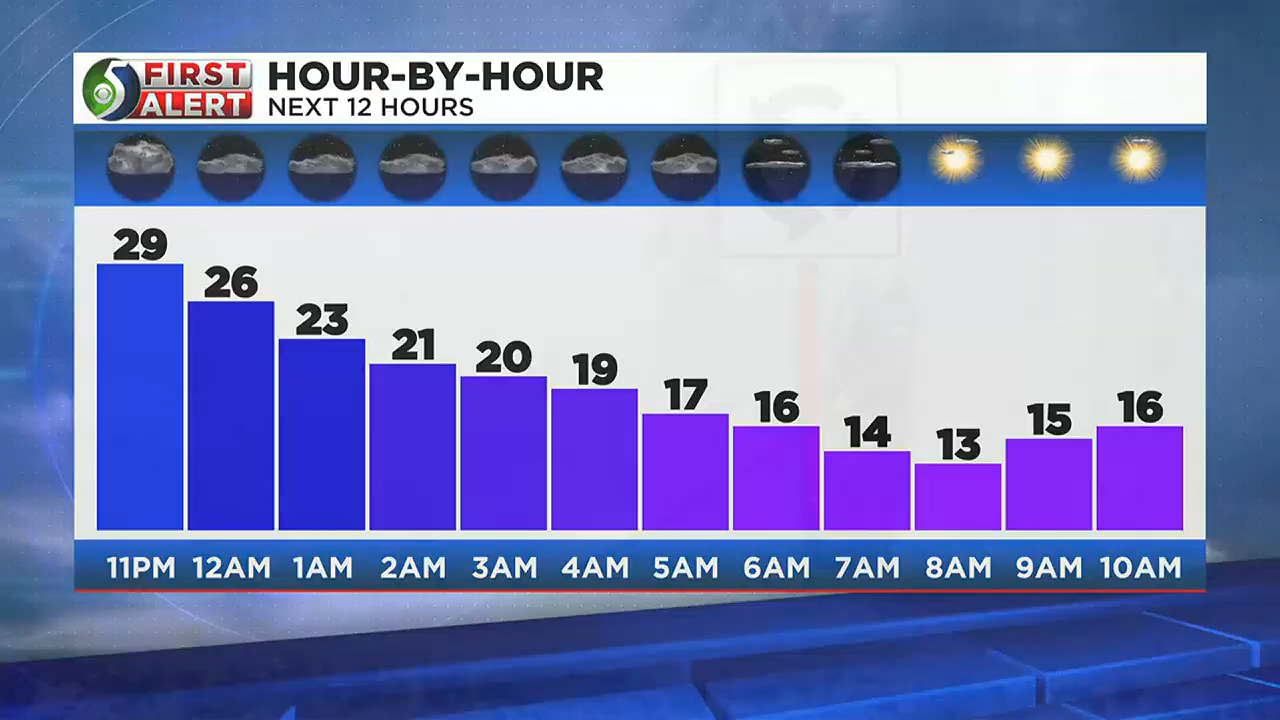 5 FIRST ALERT
HOUR-BY-HOUR
NEXT 12 HOURS
29 26 23 21 20 19 17 16 14 13 15 16
11PM 12AM 1AM 2AM 3AM 4AM 5AM 6AM 7AM 8AM 9AM 10AM